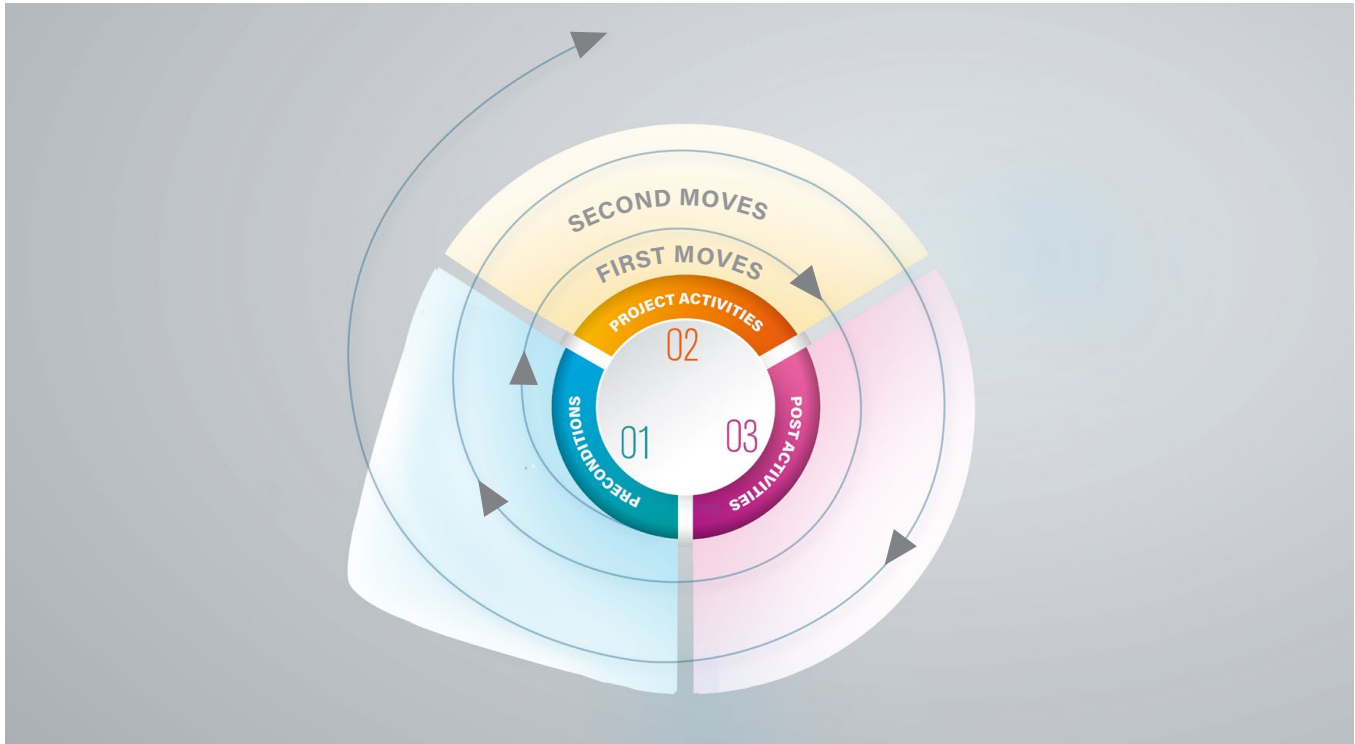 SECOND MOVES
FIRST MOVES
PROJECT ACTIVITIES
02
PRECONDITIONS
01
03
POST ACTIVITIES